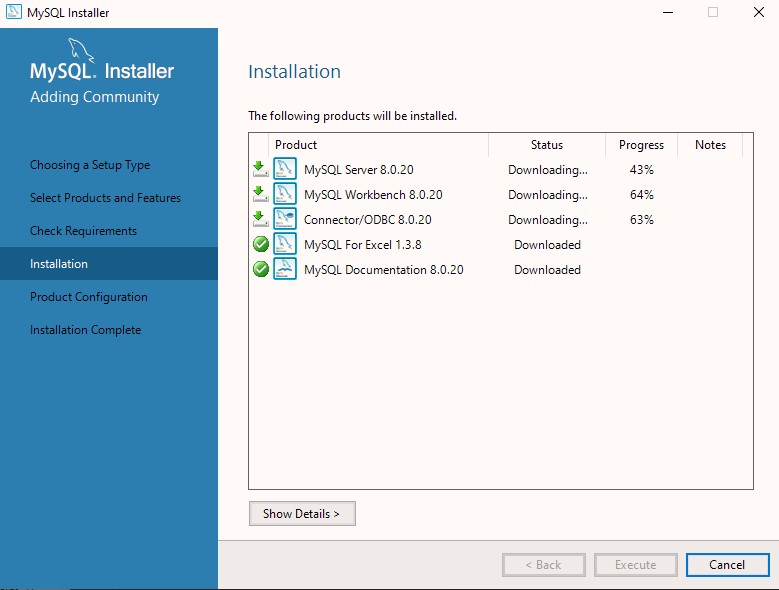 MySQL Installer
MySQL. Installer
Adding Community
Choosing a Setup Type
Select Products and Features
Check Requirements
Installation
Product Configuration
Installation Complete
Installation
The following products will be installed.
Product Status Progress Notes
MySQL Server 8.0.20 Downloading... 43%
MySQL Workbench 8.0.20 Downloading... 64%
Connector/ODBC 8.0.20 Downloading... 63%
MySQL For Excel 1.3.8 Downloaded
MySQL Documentation 8.0.20 Downloaded
Show Details >
< Back Execute Cancel